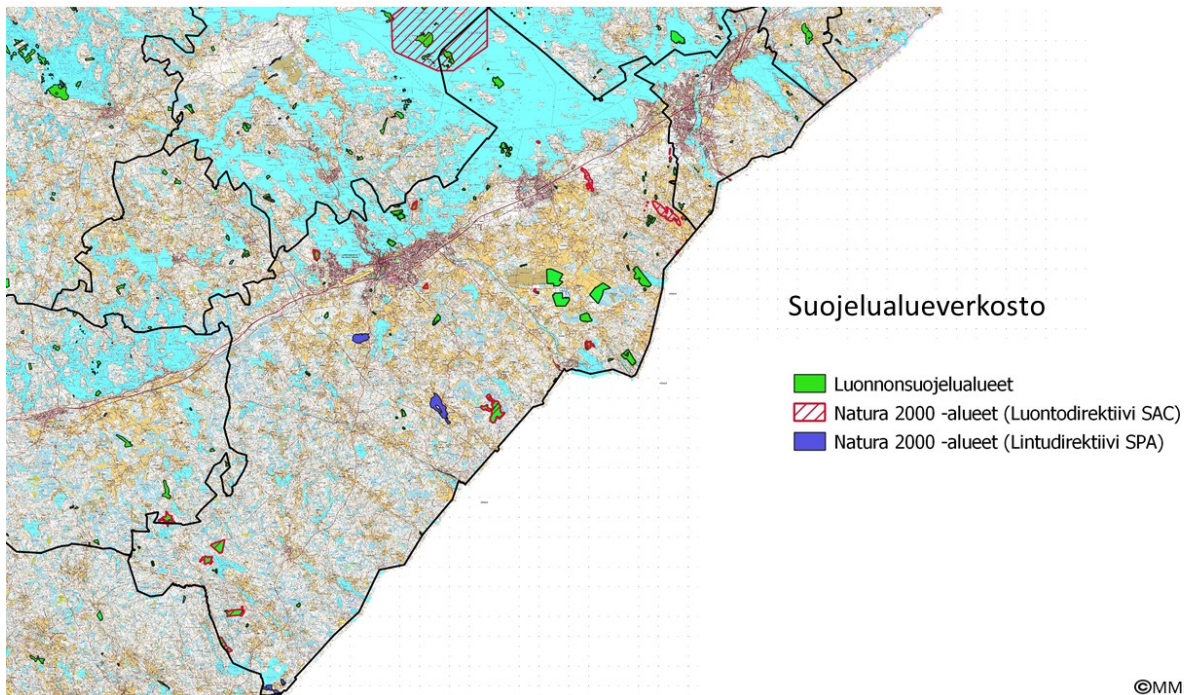 Suojelualueverkosto
Luonnonsuojelualueet
Natura 2000 -alueet (Luontodirektiivi SAC)
Natura 2000 -alueet (Lintudirektiivi SPA)
©MM